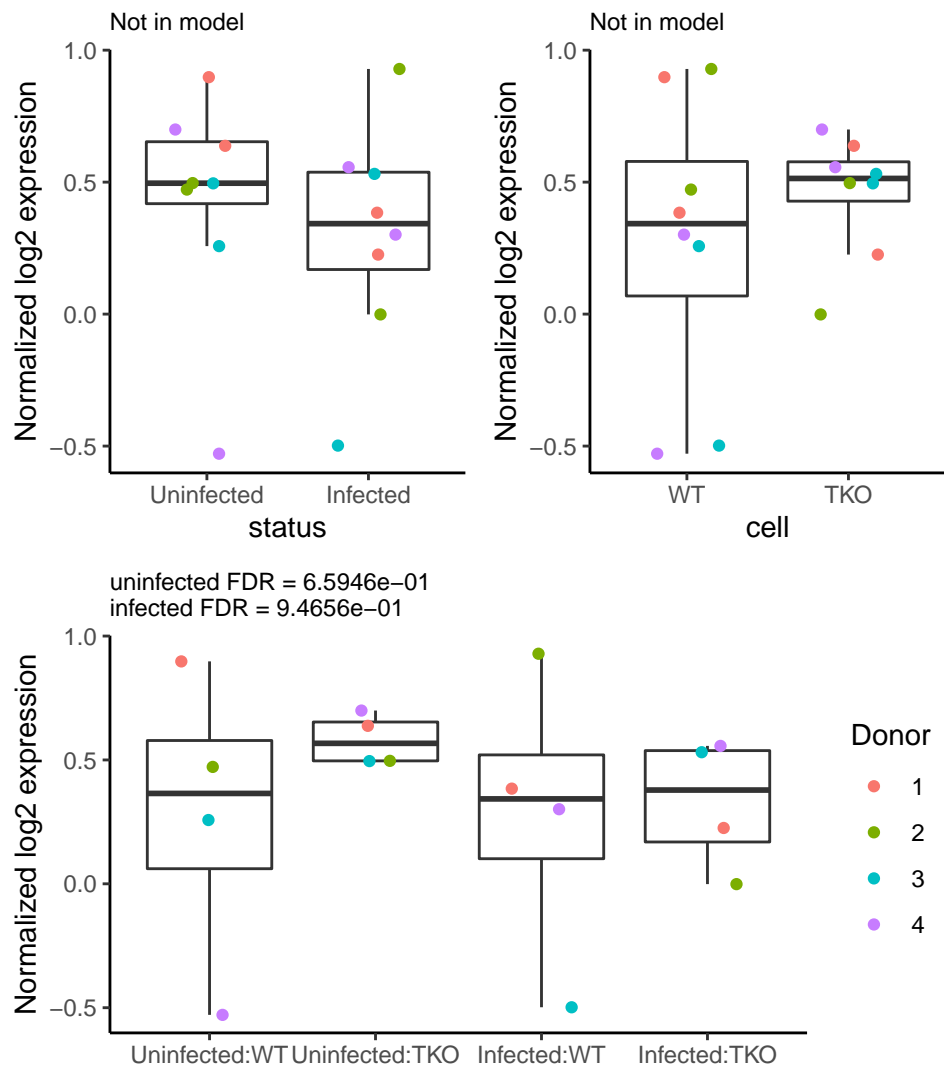 Not in model
Normalized log2 expression
1.0
0.5
0.0
−0.5
Uninfected Infected
status
Not in model
Normalized log2 expression
1.0
0.5
0.0
−0.5
WT TKO
cell
uninfected FDR = 6.5946e−01
infected FDR = 9.4656e−01
Normalized log2 expression
1.0
0.5
0.0
−0.5
Uninfected:WT Uninfected:TKO Infected:WT Infected:TKO
Donor
1
2
3
4